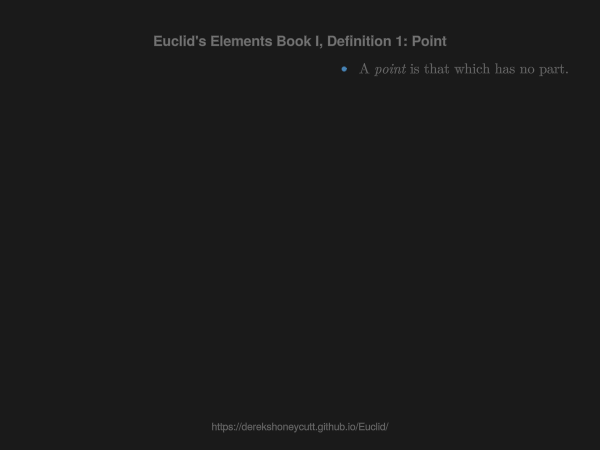 Euclid's Elements Book I, Definition 1: Point
• A point is that which has no part.
https://derekshoneycutt.github.io/Euclid/